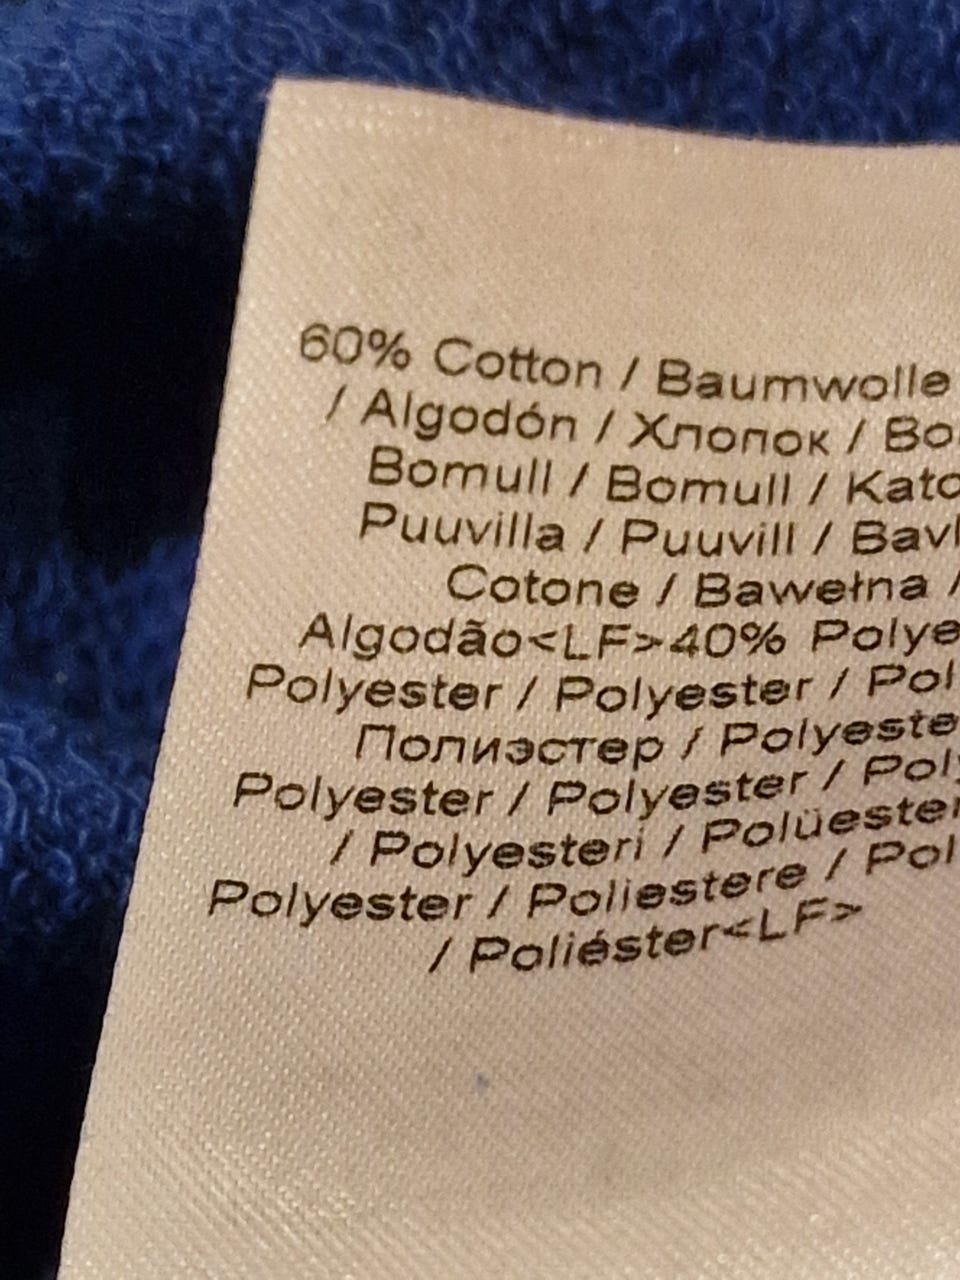 60% Cotton / Baumwolle
/ Algodón / Хлопок /
Bomull / Bomull /
Puuvilla / Puuvill /
Cotone / Bawełna /
Algodão<LF>40%
Polyester / Polyester /
Полиэстер /
Polyester / Polyester /
/ Polyesteri /
Polyester / Poliestere /
/ Poliéster<LF>